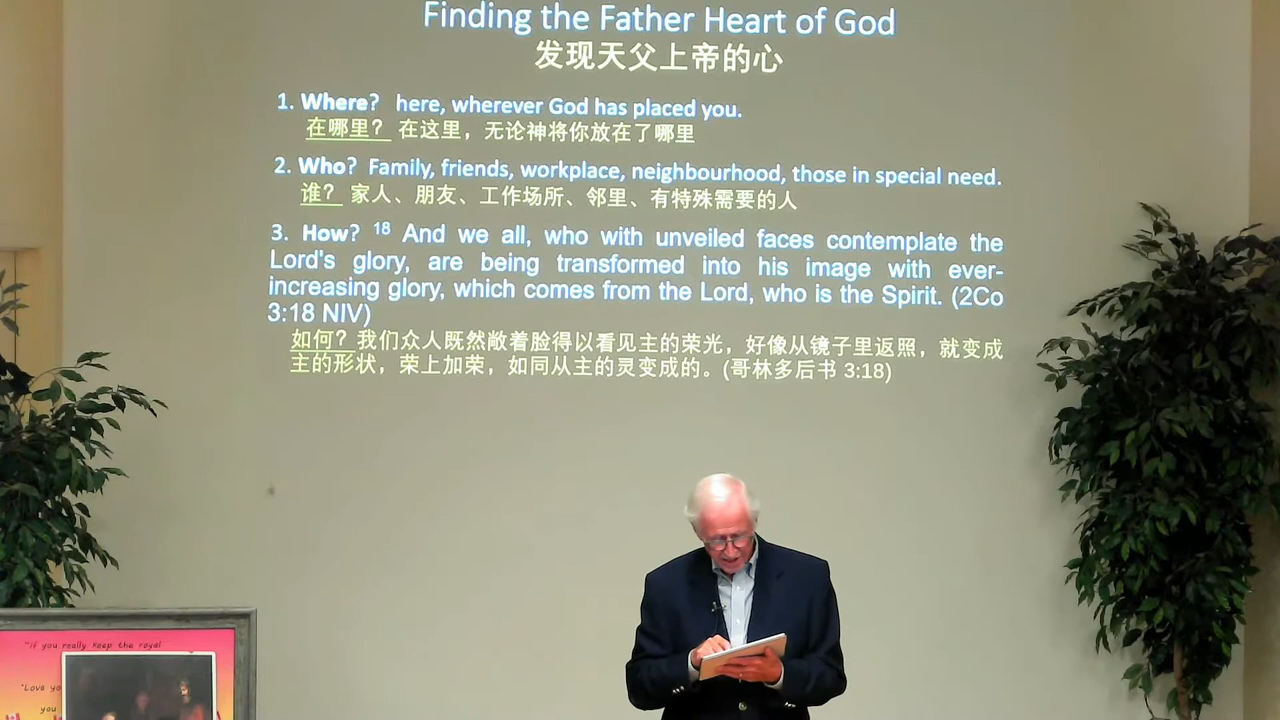 Finding the Father Heart of God
发现天父上帝的心
1. Where? here, wherever God has placed you.
在哪里? 在这里，无论神将你放在了哪里
2. Who? Family, friends, workplace, neighbourhood, those in special need.
谁? 家人、朋友、工作场所、邻里、有特殊需要的人
3. How? 18 And we all, who with unveiled faces contemplate the
Lord's glory, are being transformed into his image with ever-
increasing glory, which comes from the Lord, who is the Spirit. (2Co
3:18 NIV)
如何? 我们众人既然敞着脸得以看见主的荣光，好像从镜子里返照，就变成
主的形状，荣上加荣，如同从主的灵变成的。(哥林多后书 3:18)
"if you really keep the royal
"Love yo
you